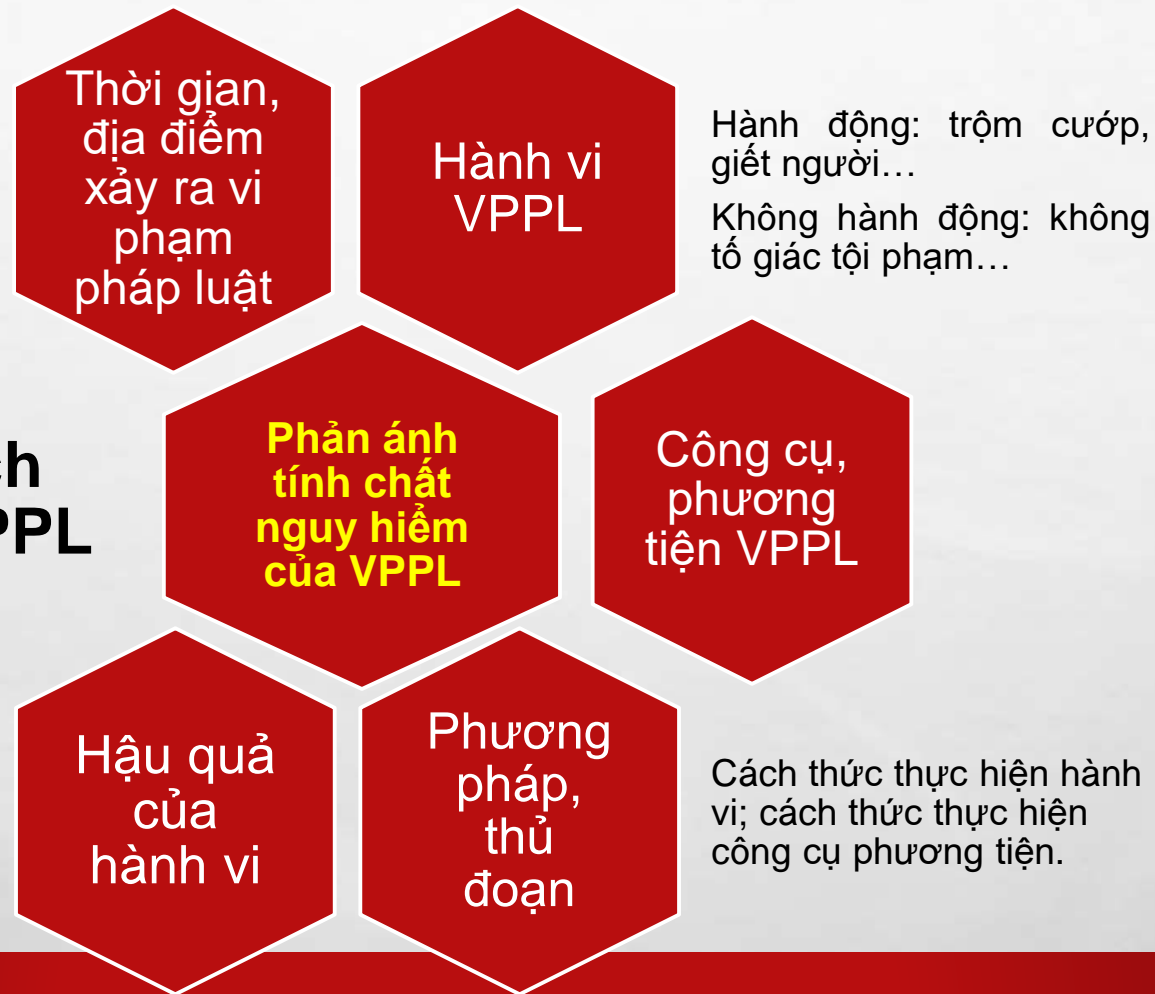 Thời gian,
địa điểm
xảy ra vi
phạm
pháp luật
Hành vi
VPPL
Hành động: trộm cướp,
giết người…
Không hành động: không
tố giác tội phạm…
ch
PPL
Phản ánh
tính chất
nguy hiểm
của VPPL
Công cụ,
phương
tiện VPPL
Hậu quả
của
hành vi
Phương
pháp,
thủ
đoạn
Cách thức thực hiện hành
vi; cách thức thực hiện
công cụ phương tiện.